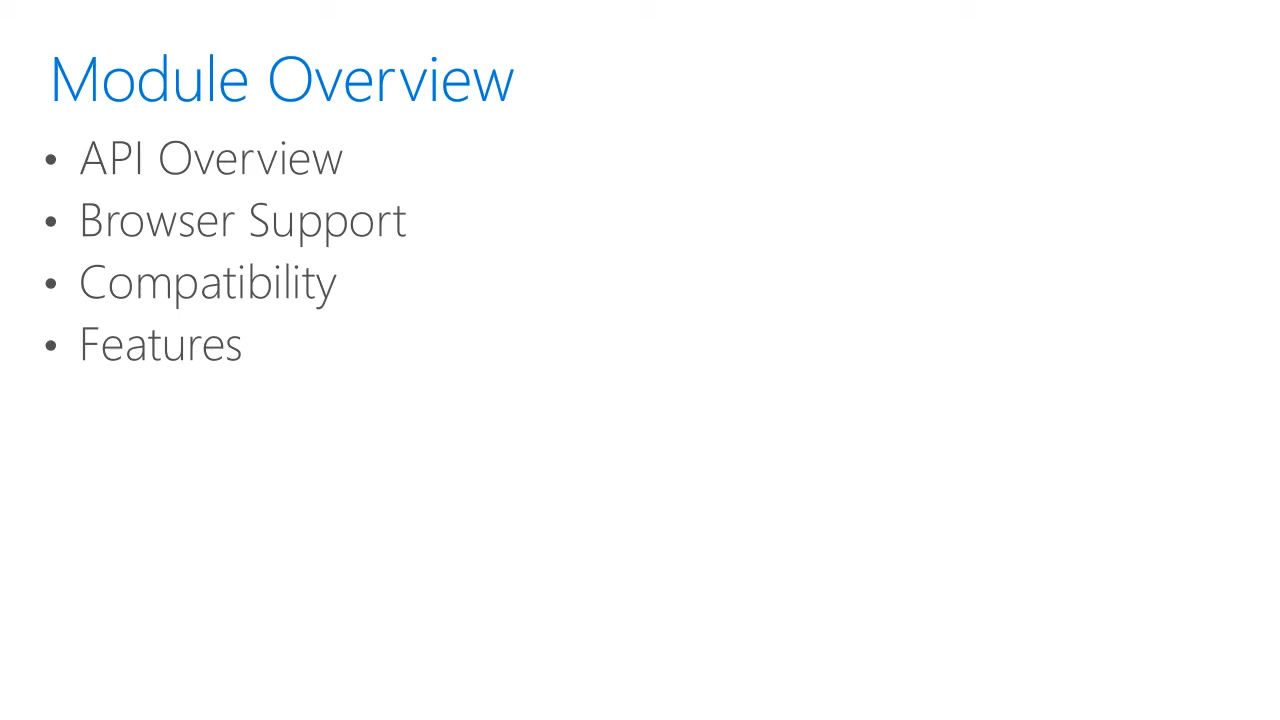 Module Overview
• API Overview
• Browser Support
• Compatibility
• Features